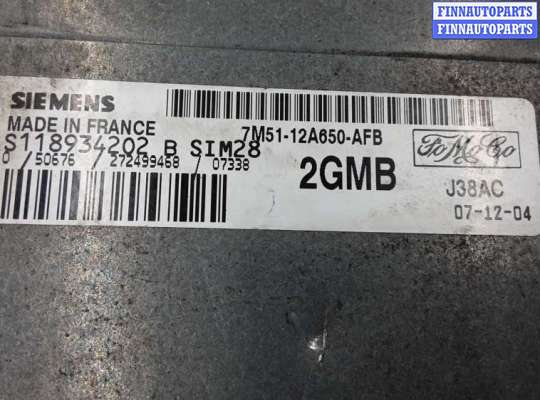 FINNAUTOPARTS
FINNAUTOPARTS
SIEMENS
MADE IN FRANCE
7M51-12A650-AFB
S118934202 B SIM28
0 / 50676 / 272499468 / 07338
2GMB
FoMoCo
J38AC
07-12-04